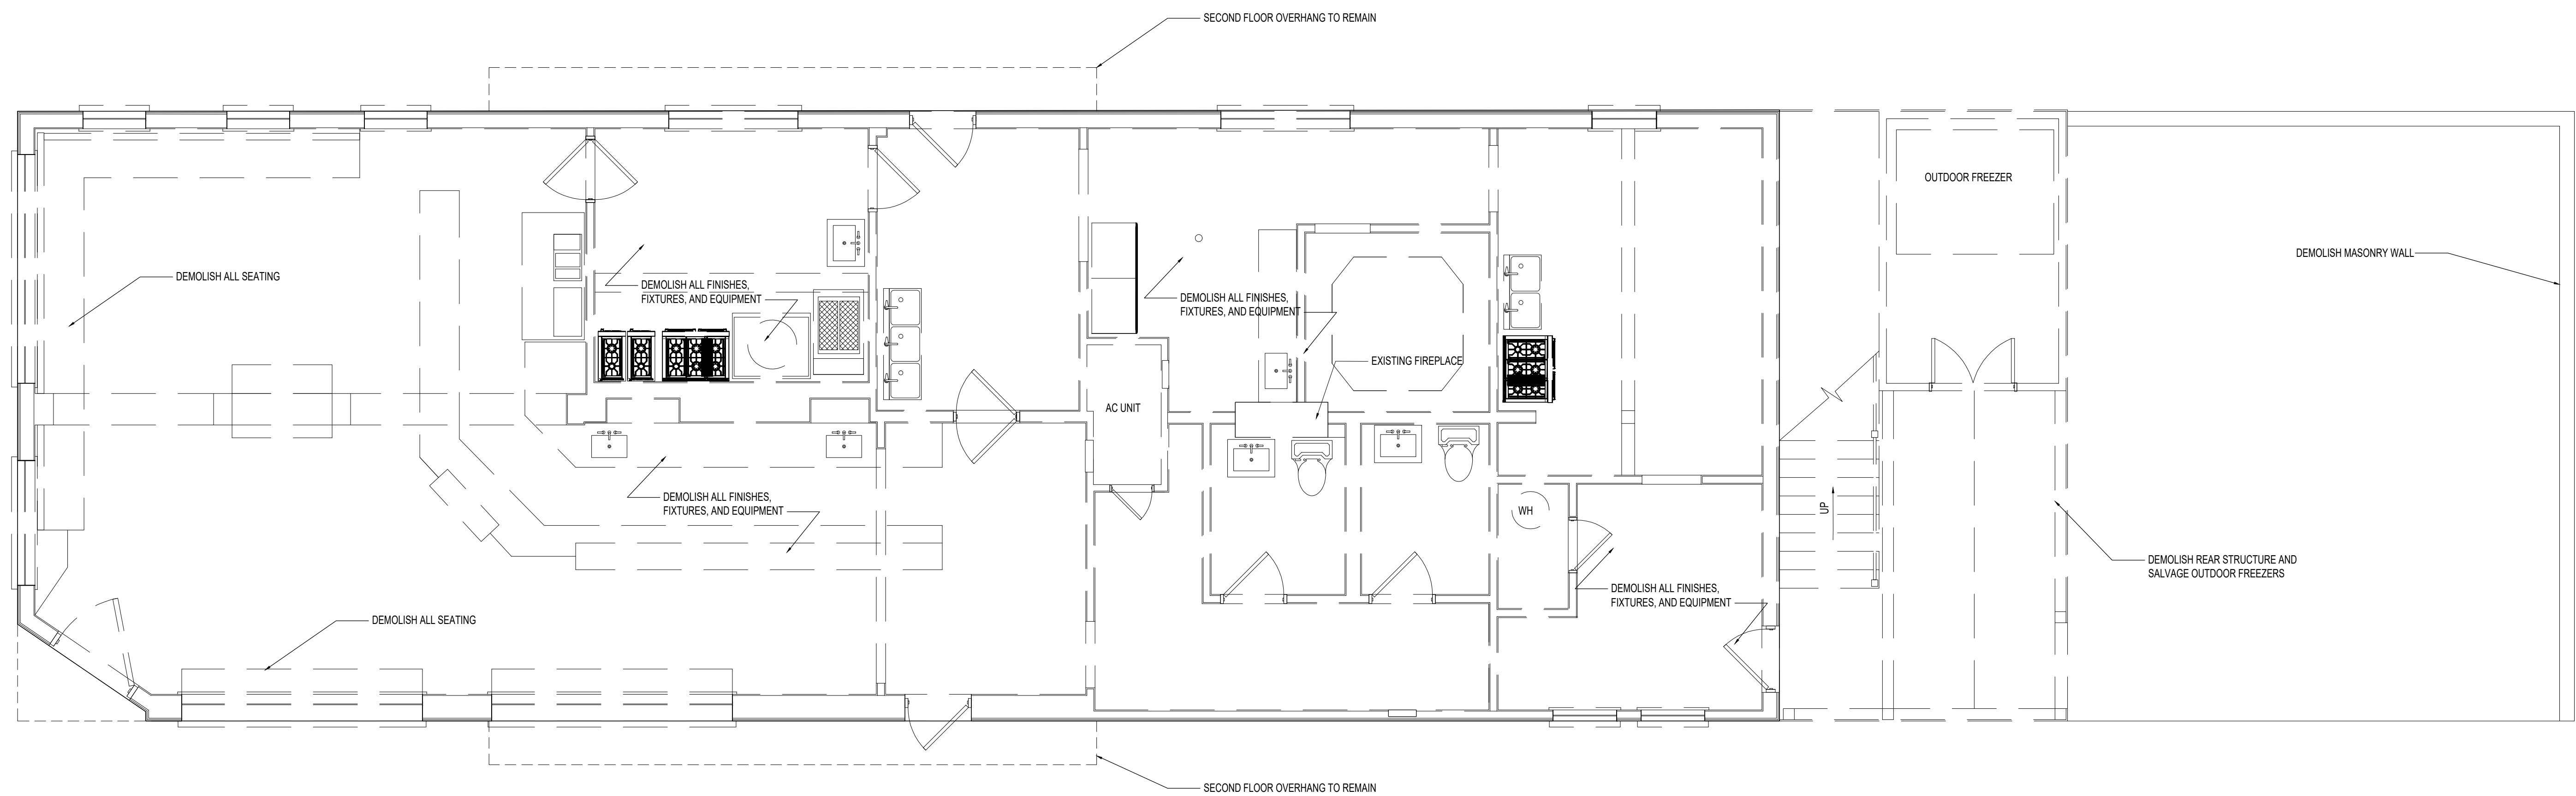 SECOND FLOOR OVERHANG TO REMAIN
OUTDOOR FREEZER
DEMOLISH MASONRY WALL
DEMOLISH ALL SEATING
DEMOLISH ALL FINISHES,
FIXTURES, AND EQUIPMENT
DEMOLISH ALL FINISHES,
FIXTURES, AND EQUIPMENT
EXISTING FIREPLACE
AC UNIT
DEMOLISH ALL FINISHES,
FIXTURES, AND EQUIPMENT
WH
UP
DEMOLISH REAR STRUCTURE AND
SALVAGE OUTDOOR FREEZERS
DEMOLISH ALL FINISHES,
FIXTURES, AND EQUIPMENT
DEMOLISH ALL SEATING
SECOND FLOOR OVERHANG TO REMAIN